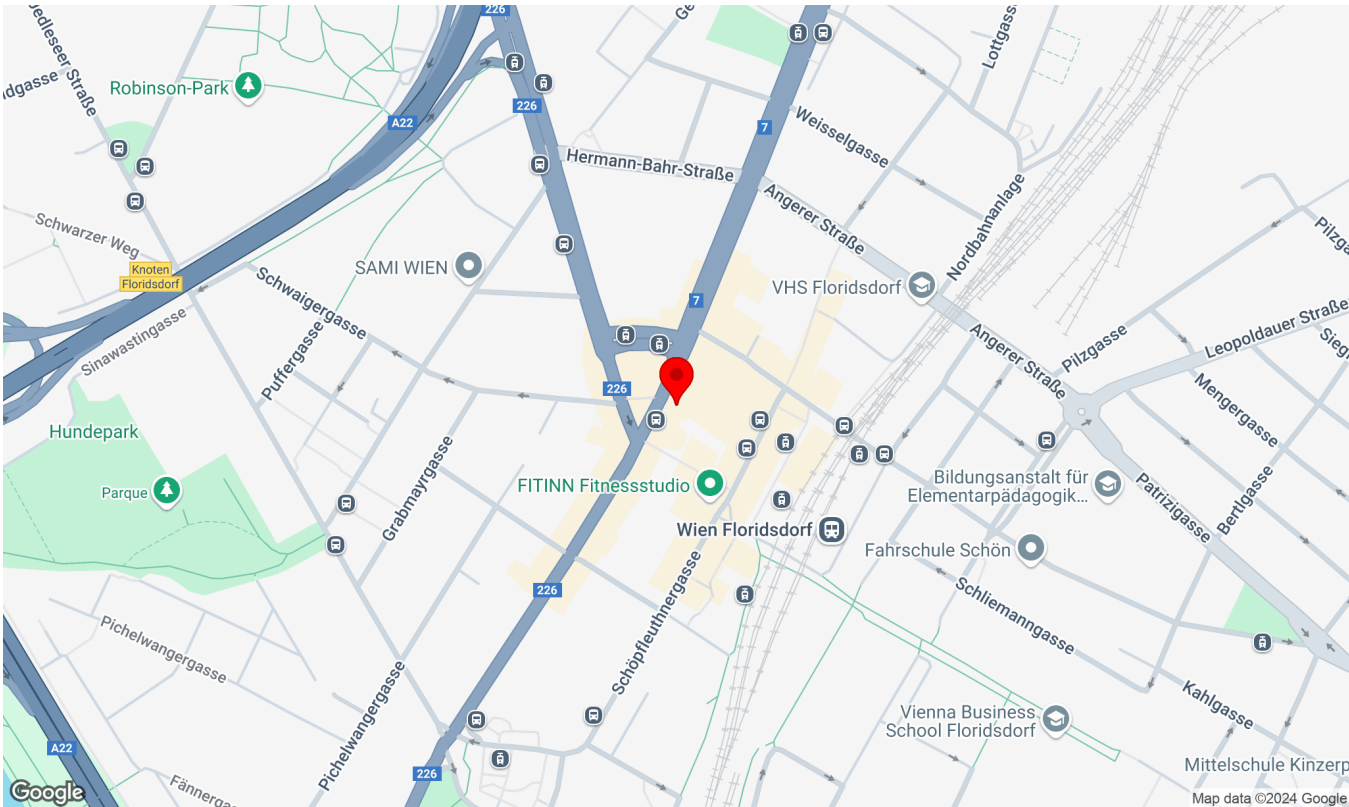 226
Robinson-Park
A22
226
7
Weisselgasse
Lottgasse
Hermann-Bahr-Straße
Angerer Straße
Nordbahnanlage
Schwarzer Weg
SAMI WIEN
Knoten
Floridsdorf
VHS Floridsdorf
Schwaigergasse
7
Sinawastingasse
Puffergasse
Angerer Straße
Pilzgasse
Leopoldauer Straße
226
Mengergasse
Hundepark
Parque
Grabmayrgasse
FITINN Fitnessstudio
Bildungsanstalt für
Elementarpädagogik...
Patrizigasse
Bertlgasse
Wien Floridsdorf
Fahrschule Schön
226
Schliemanngasse
Schöpfleuthnergasse
Pichelwangergasse
Pichelwangergasse
Kahlgasse
Vienna Business
School Floridsdorf
A22
226
Mittelschule Kinzerp
Fännerga
Google
Map data ©2024 Google